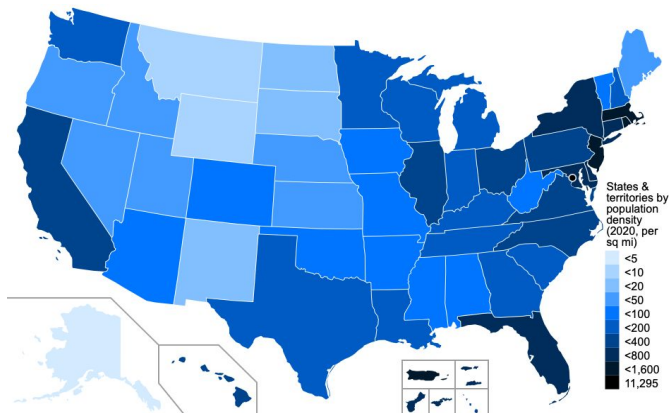 States &
territories by
population
density
(2020, per
sq mi)
<5
<10
<20
<50
<100
<200
<400
<800
<1,600
11,295